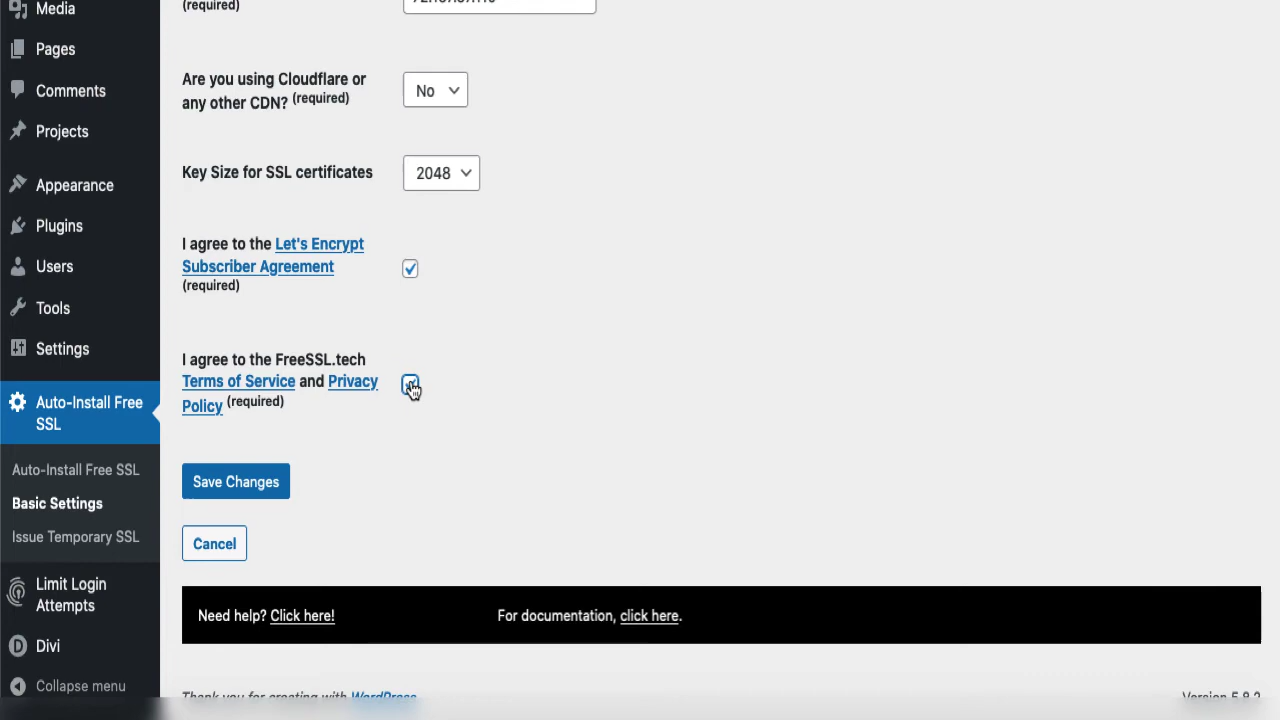 Media
Pages
Comments
Projects
Appearance
Plugins
Users
Tools
Settings
Auto-Install Free
SSL
Auto-Install Free SSL
Basic Settings
Issue Temporary SSL
Limit Login
Attempts
Divi
Collapse menu
(required)
Are you using Cloudflare or
any other CDN? (required)
No
Key Size for SSL certificates
2048
I agree to the Let's Encrypt
Subscriber Agreement
(required)
I agree to the FreeSSL.tech
Terms of Service and Privacy
Policy (required)
Save Changes
Cancel
Need help? Click here!
For documentation, click here.
Thank you for creating with WordPress
Version 5.8.2